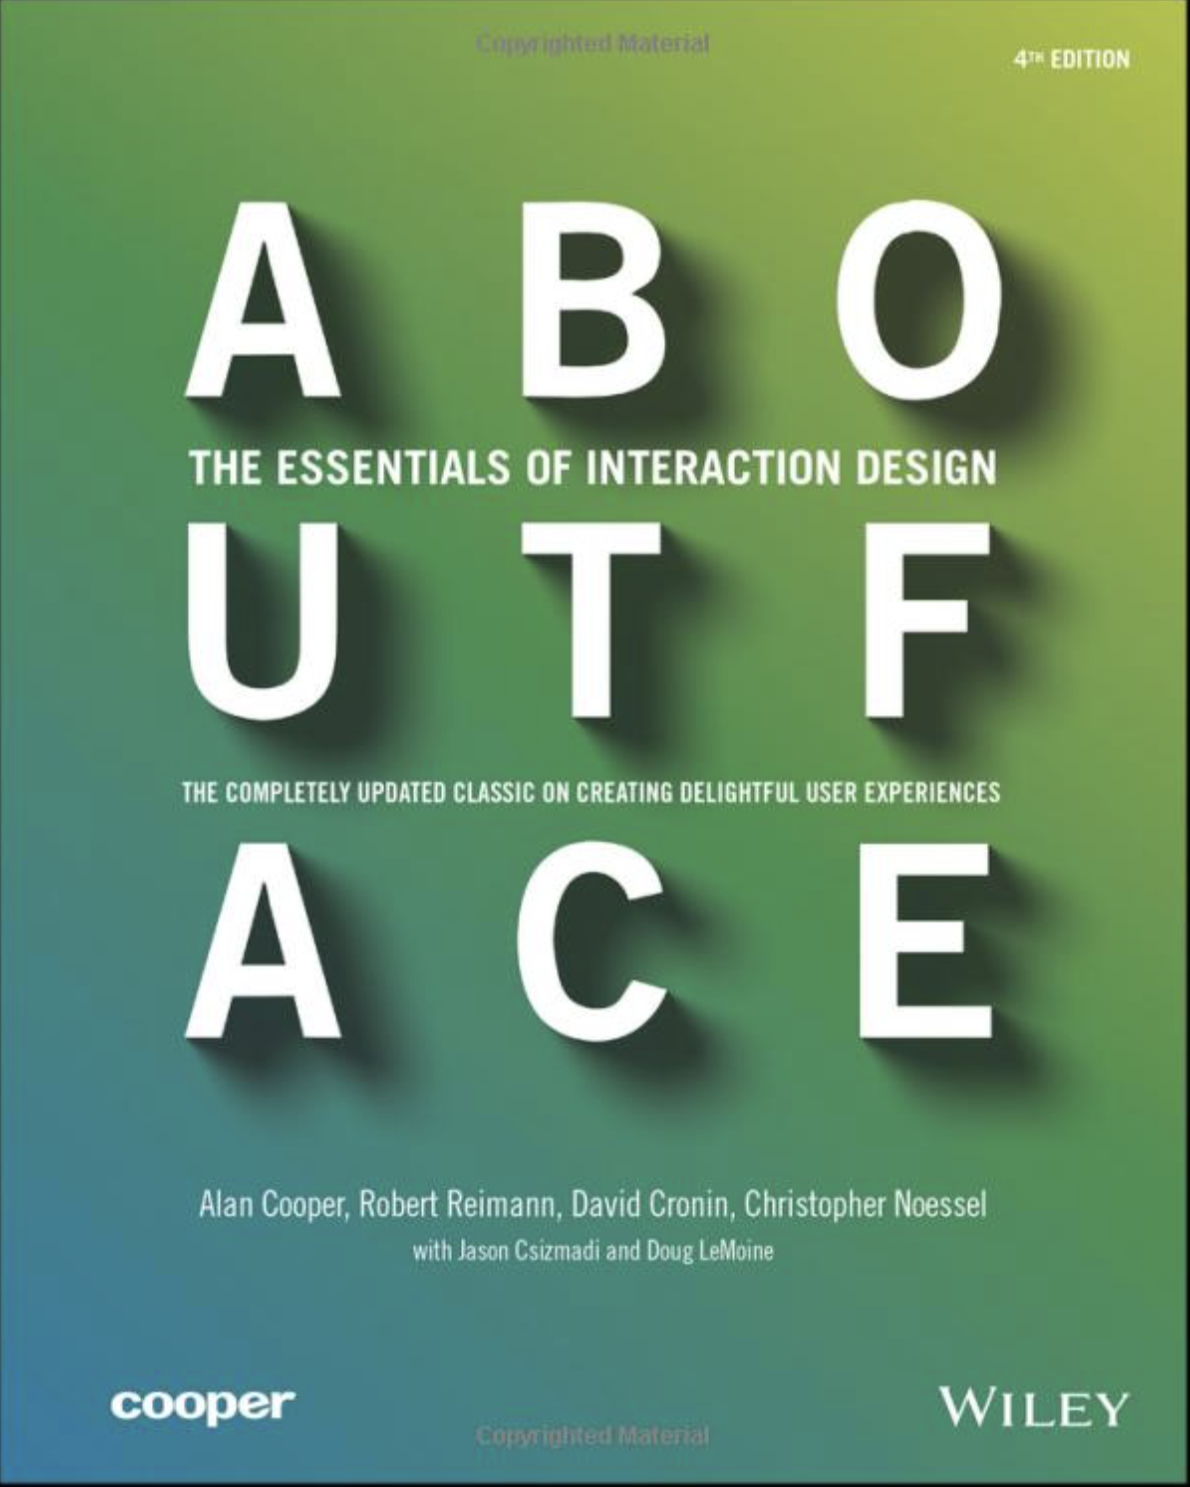 Copyrighted Material
4TH EDITION
A B O
THE ESSENTIALS OF INTERACTION DESIGN
U T F
THE COMPLETELY UPDATED CLASSIC ON CREATING DELIGHTFUL USER EXPERIENCES
A C E
Alan Cooper, Robert Reimann, David Cronin, Christopher Noessel
with Jason Csizmadi and Doug LeMoine
cooper
WILEY
Copyrighted Material